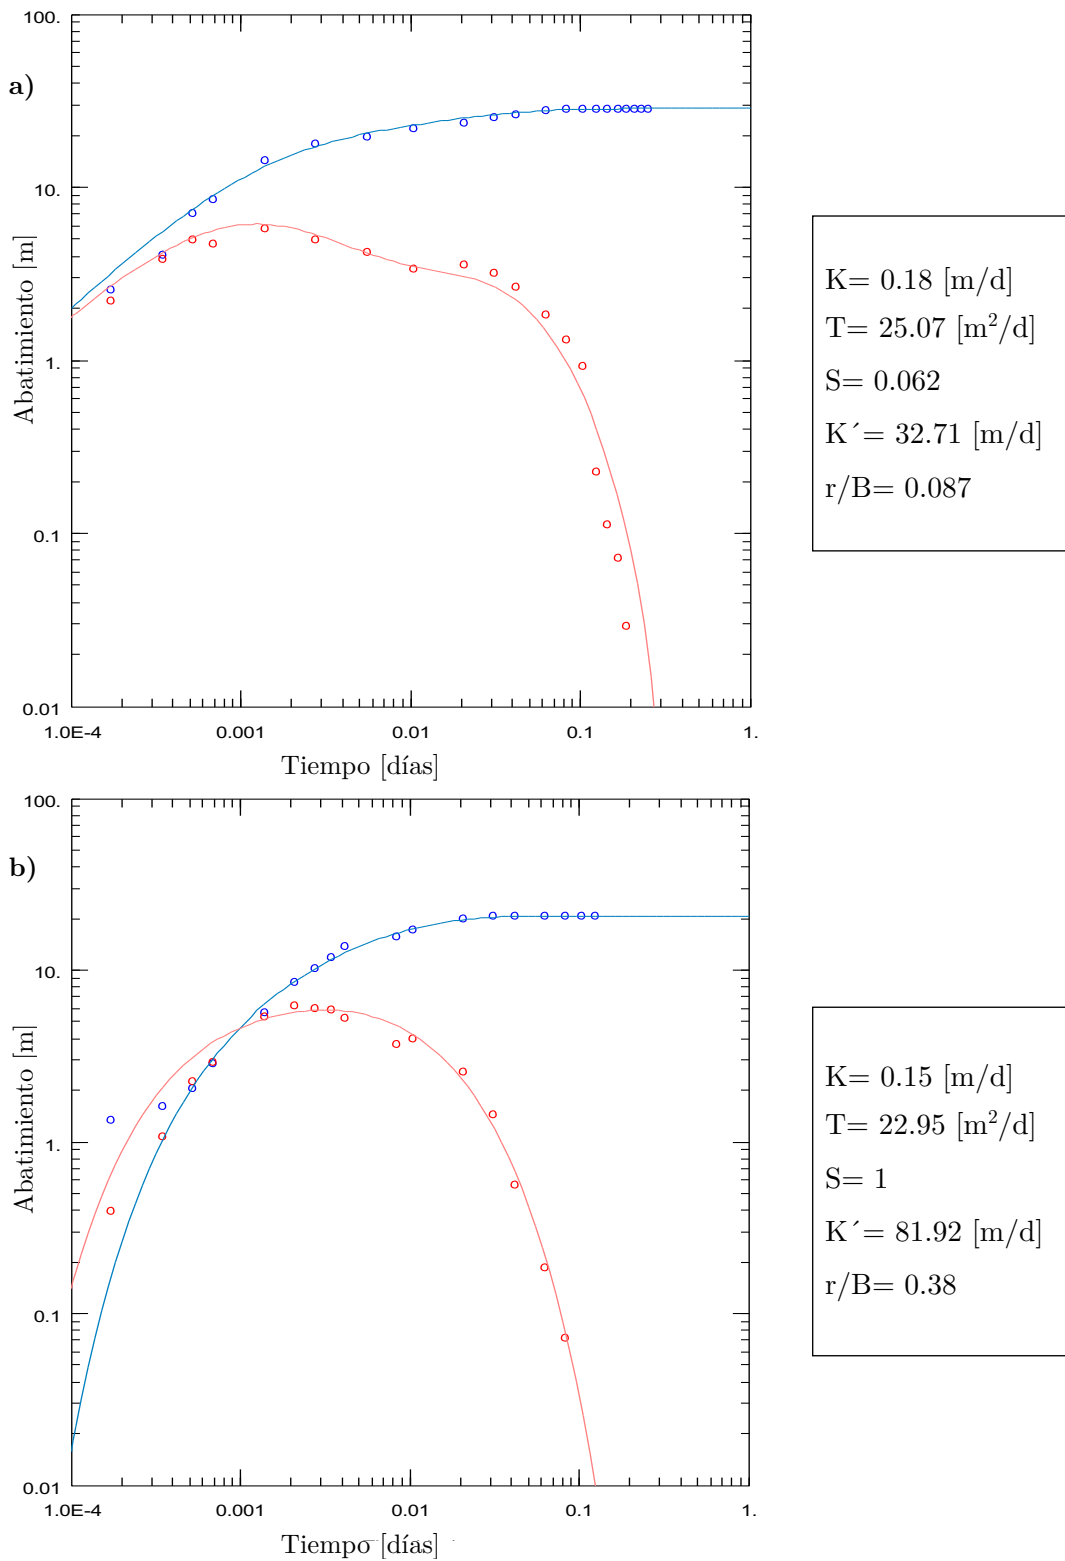 a)
100.
10.
1.
0.1
0.01
Abatimiento [m]
1.0E-4 0.001 0.01 0.1 1.
Tiempo [días]
K= 0.18 [m/d]
T= 25.07 [m²/d]
S= 0.062
K´= 32.71 [m/d]
r/B= 0.087
b)
100.
10.
1.
0.1
0.01
Abatimiento [m]
1.0E-4 0.001 0.01 0.1 1.
Tiempo [días]
K= 0.15 [m/d]
T= 22.95 [m²/d]
S= 1
K´= 81.92 [m/d]
r/B= 0.38